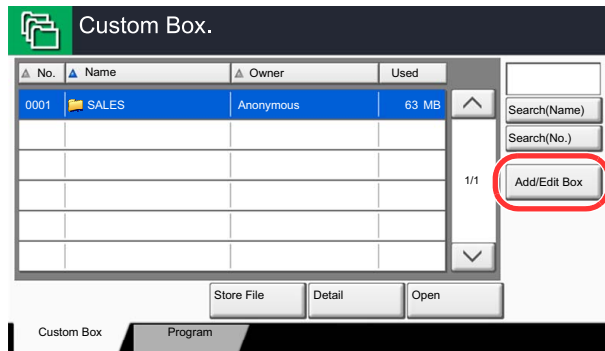 Custom Box.
No. Name Owner Used
0001 SALES Anonymous 63 MB
Search(Name)
Search(No.)
1/1
Add/Edit Box
Store File Detail Open
Custom Box Program